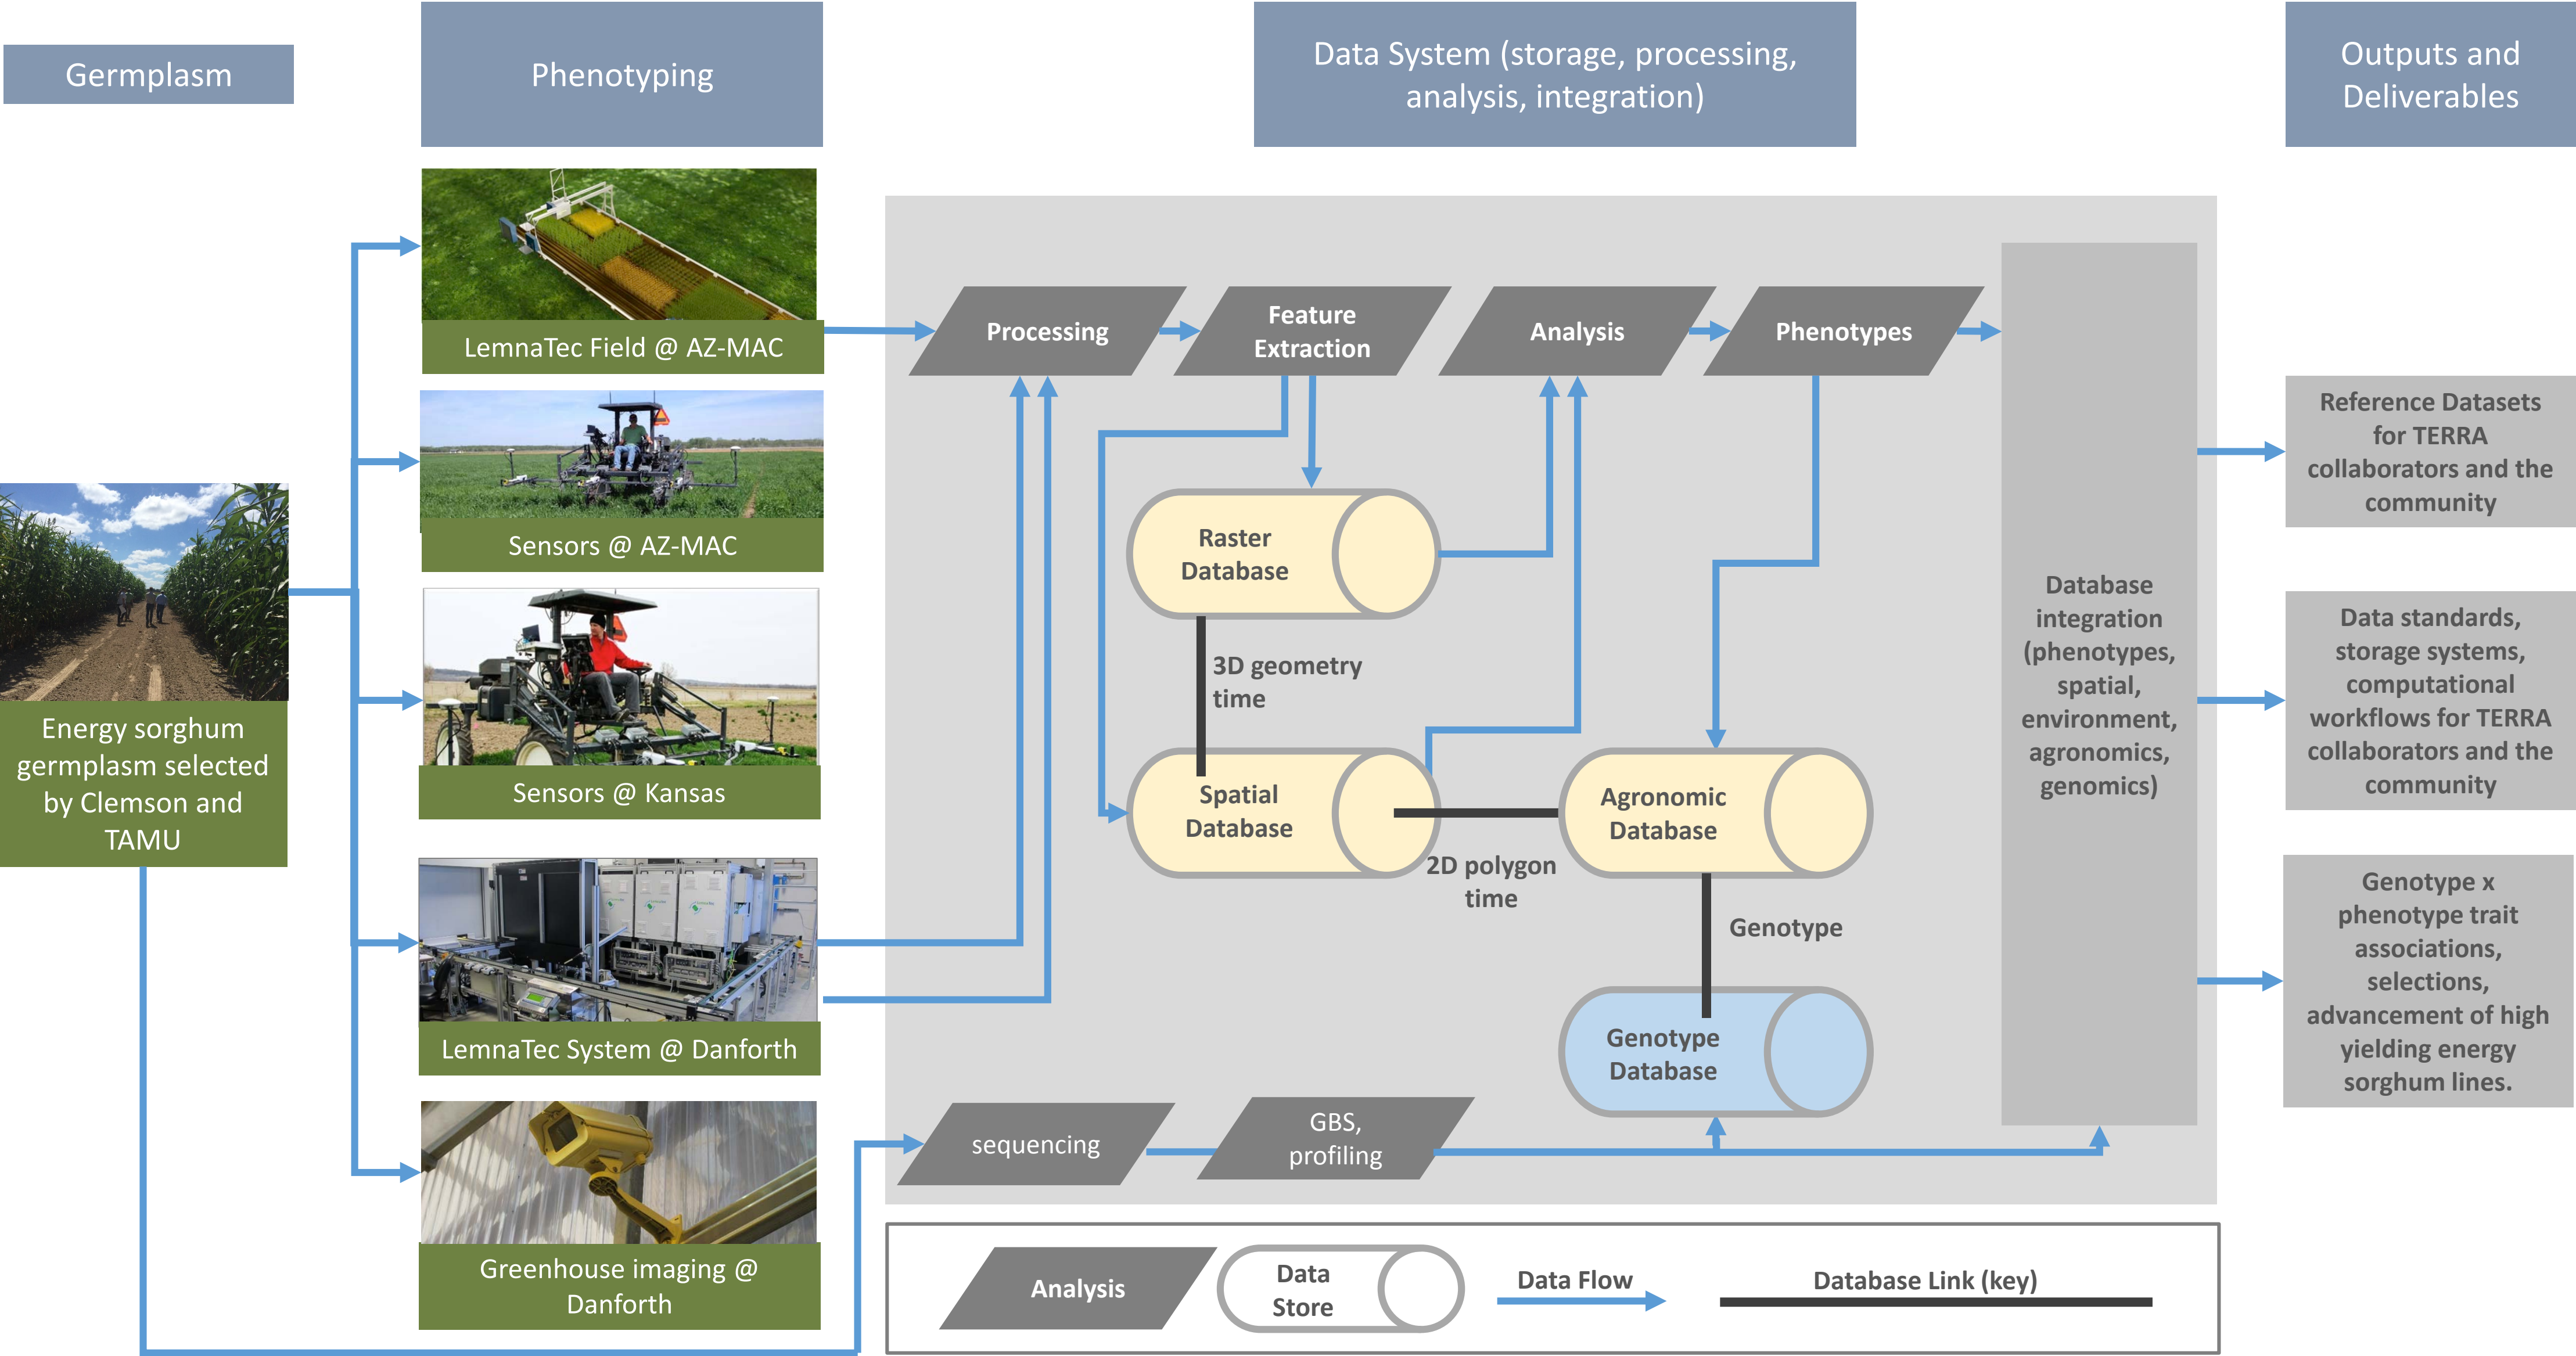 Germplasm
Phenotyping
Data System (storage, processing,
analysis, integration)
Outputs and
Deliverables
LemnaTec Field @ AZ-MAC
Sensors @ AZ-MAC
Sensors @ Kansas
LemnaTec System @ Danforth
Greenhouse imaging @
Danforth
Energy sorghum
germplasm selected
by Clemson and
TAMU
Processing
Feature
Extraction
Analysis
Phenotypes
Raster
Database
3D geometry
time
Spatial
Database
2D polygon
time
Agronomic
Database
Genotype
Genotype
Database
sequencing
GBS,
profiling
Database
integration
(phenotypes,
spatial,
environment,
agronomics,
genomics)
Reference Datasets
for TERRA
collaborators and the
community
Data standards,
storage systems,
computational
workflows for TERRA
collaborators and the
community
Genotype x
phenotype trait
associations,
selections,
advancement of high
yielding energy
sorghum lines.
Analysis
Data
Store
Data Flow
Database Link (key)